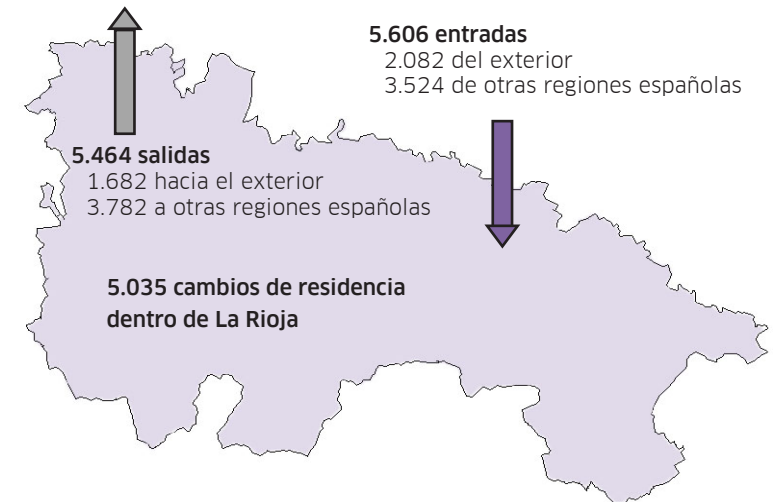 5.606 entradas
2.082 del exterior
3.524 de otras regiones españolas
5.464 salidas
1.682 hacia el exterior
3.782 a otras regiones españolas
5.035 cambios de residencia
dentro de La Rioja